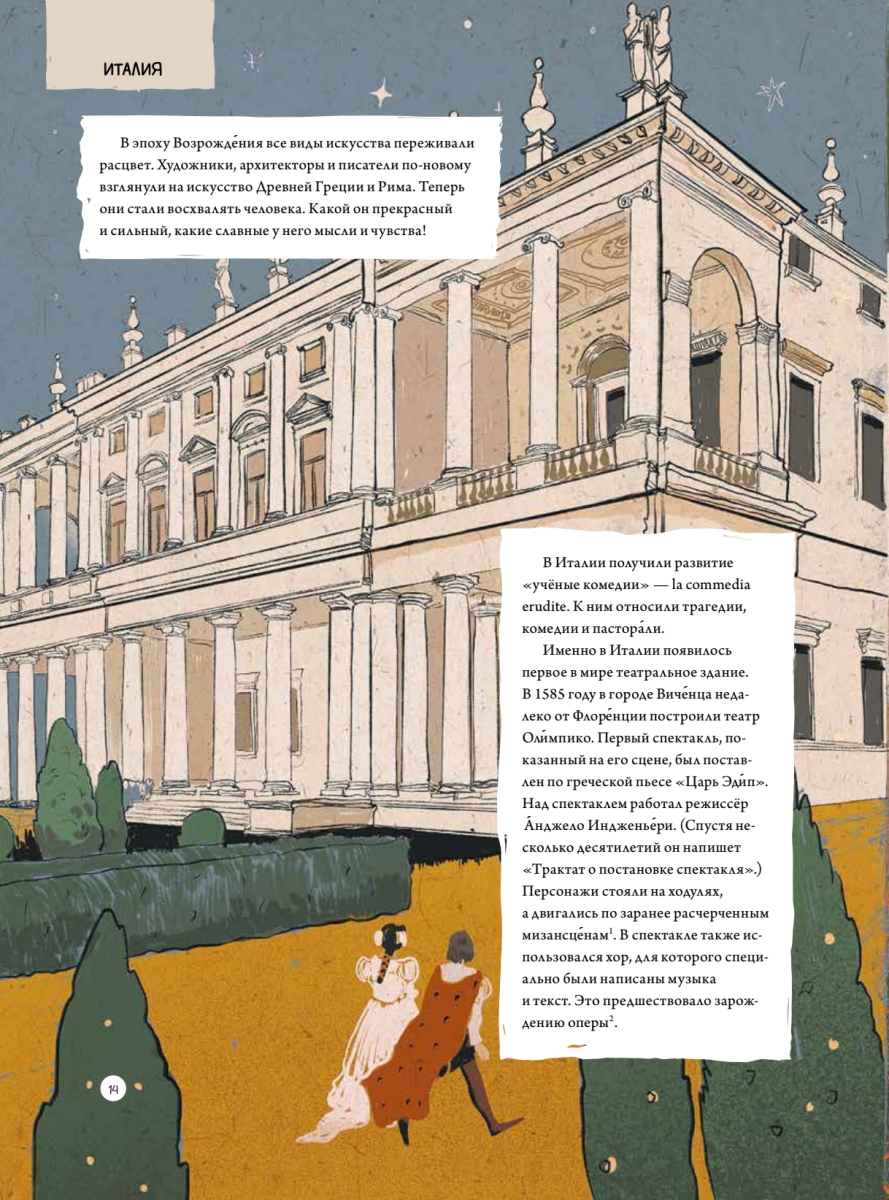 ИТАЛИЯ
В эпоху Возрожде́ния все виды искусства переживали
расцвет. Художники, архитекторы и писатели по-новому
взглянули на искусство Древней Греции и Рима. Теперь
они стали восхвалять человека. Какой он прекрасный
и сильный, какие славные у него мысли и чувства!
В Италии получили развитие
«учёные комедии» — la commedia
erudite. К ним относили трагедии,
комедии и пастора́ли.
Именно в Италии появилось
первое в мире театральное здание.
В 1585 году в городе Виче́нца неда-
леко от Флоре́нции построили театр
Оли́мпико. Первый спектакль, по-
казанный на его сцене, был постав-
лен по греческой пьесе «Царь Эди́п».
Над спектаклем работал режиссёр
А́нджело Индженье́ри. (Спустя не-
сколько десятилетий он напишет
«Трактат о постановке спектакля».)
Персонажи стояли на ходулях,
а двигались по заранее расчерченным
мизансце́нам¹. В спектакле также ис-
пользовался хор, для которого специ-
ально были написаны музыка
и текст. Это предшествовало зарож-
дению оперы².
14